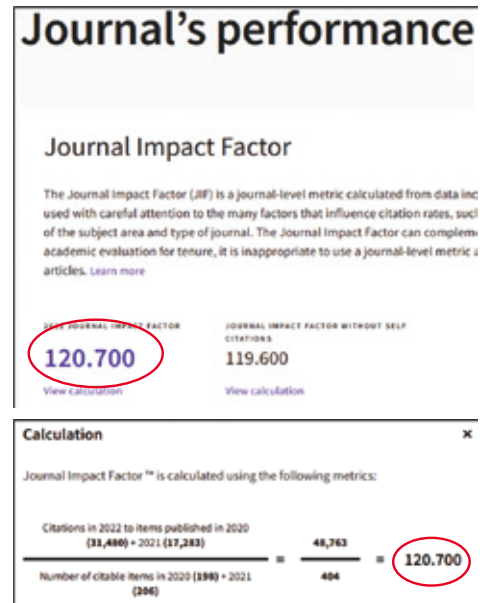 Journal's performance
Journal Impact Factor
The Journal Impact Factor (JIF) is a journal-level metric calculated from data inc
used with careful attention to the many factors that influence citation rates, suc
of the subject area and type of journal. The Journal Impact Factor can complem
academic evaluation for tenure, it is inappropriate to use a journal-level metric a
articles. Learn more
2022 JOURNAL IMPACT FACTOR
JOURNAL IMPACT FACTOR WITHOUT SELF
CITATIONS
120.700
119.600
View calculation
View calculation
Calculation ×
Journal Impact Factor ™ is calculated using the following metrics:
Citations in 2022 to items published in 2020
(31,480) + 2021 (17,283)
= 48,763 = 120.700
Number of citable items in 2020 (198) + 2021
404
(206)